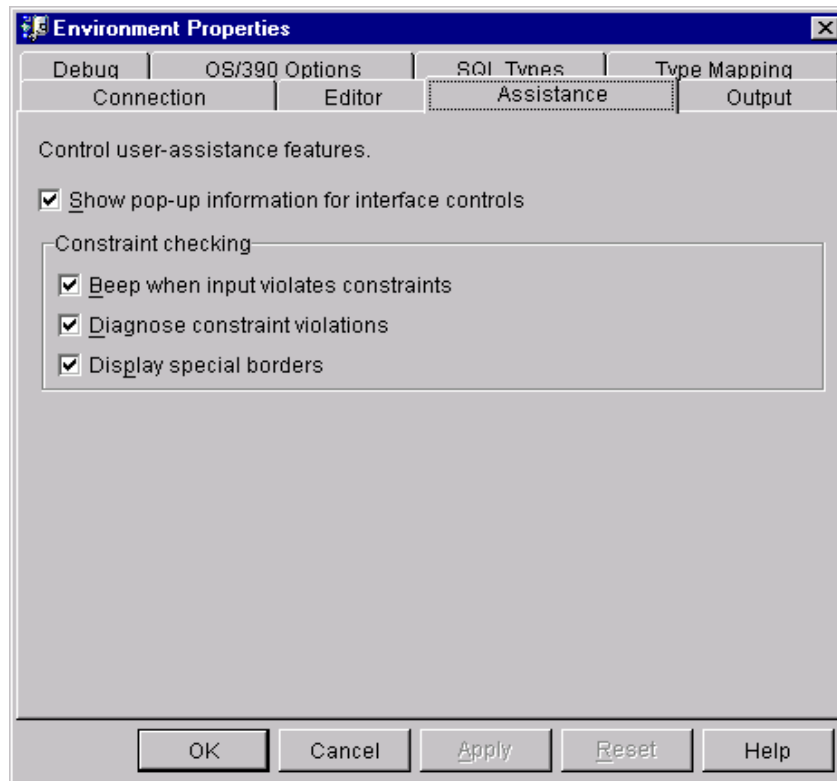 Environment Properties
Debug OS/390 Options SQL Types Type Mapping
Connection Editor Assistance Output
Control user-assistance features.
Show pop-up information for interface controls
Constraint checking
Beep when input violates constraints
Diagnose constraint violations
Display special borders
OK Cancel Apply Reset Help